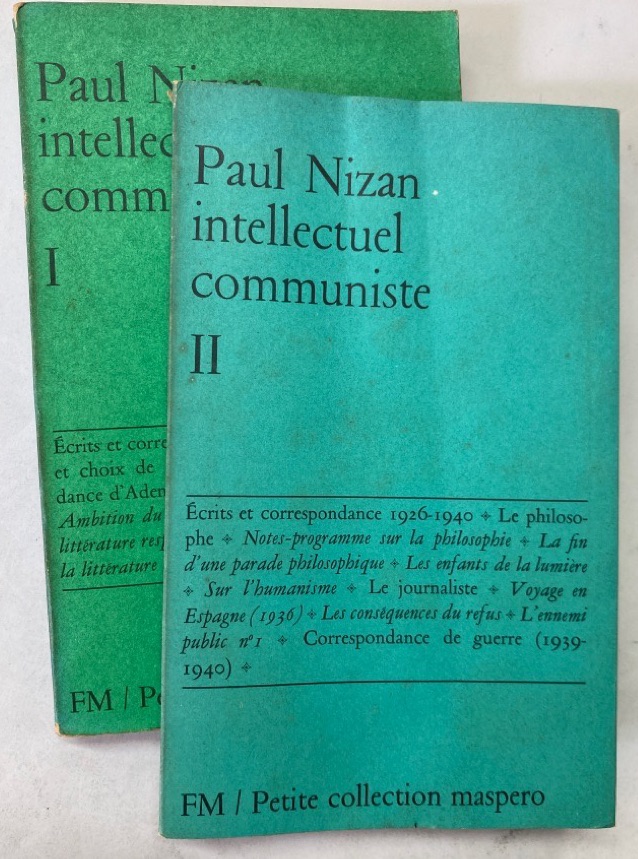 Paul Nizan
intellec
comm
I
Écrits et corre
et choix de
dance d'Aden
Ambition du
littérature res
la littérature
FM / Pe
Paul Nizan
intellectuel
communiste
II
Écrits et correspondance 1926-1940 ✦ Le philoso-
phe ✦ Notes-programme sur la philosophie ✦ La fin
d'une parade philosophique ✦ Les enfants de la lumière
✦ Sur l'humanisme ✦ Le journaliste ✦ Voyage en
Espagne (1936) ✦ Les conséquences du refus ✦ L'ennemi
public nº 1 ✦ Correspondance de guerre (1939-
1940) ✦
FM / Petite collection maspero